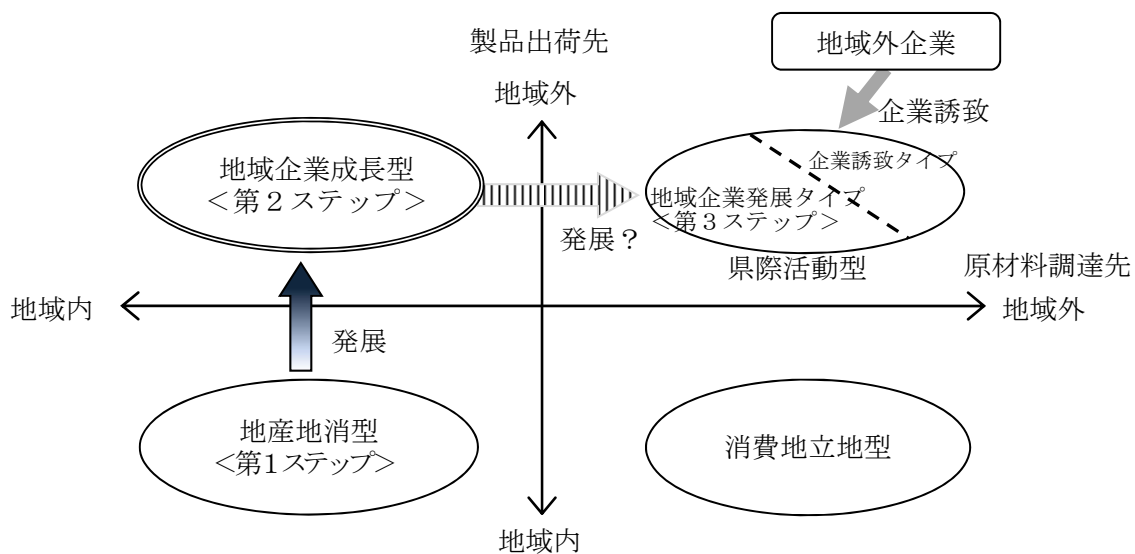 製品出荷先
地域外企業
地域外
企業誘致
地域企業成長型
<第２ステップ>
企業誘致タイプ
地域企業発展タイプ
<第３ステップ>
発展？
県際活動型
原材料調達先
地域内
地域外
発展
地産地消型
<第1ステップ>
消費地立地型
地域内